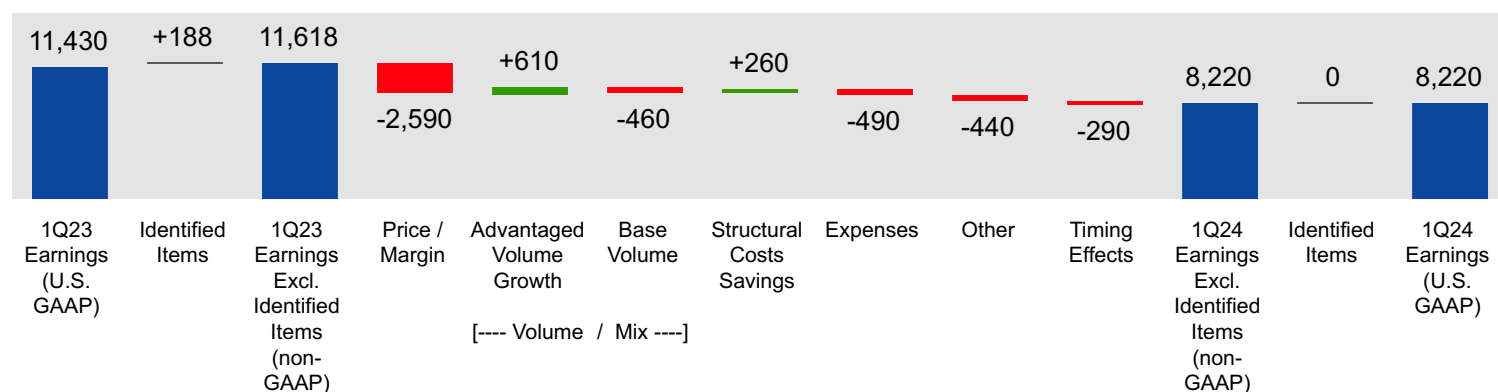 11,430
+188
11,618
-2,590
+610
-460
+260
-490
-440
-290
8,220
0
8,220
1Q23
Earnings
(U.S.
GAAP)
Identified
Items
1Q23
Earnings
Excl.
Identified
Items
(non-
GAAP)
Price /
Margin
Advantaged
Volume
Growth
Base
Volume
[---- Volume / Mix ----]
Structural
Costs
Savings
Expenses
Other
Timing
Effects
1Q24
Earnings
Excl.
Identified
Items
(non-
GAAP)
Identified
Items
1Q24
Earnings
(U.S.
GAAP)